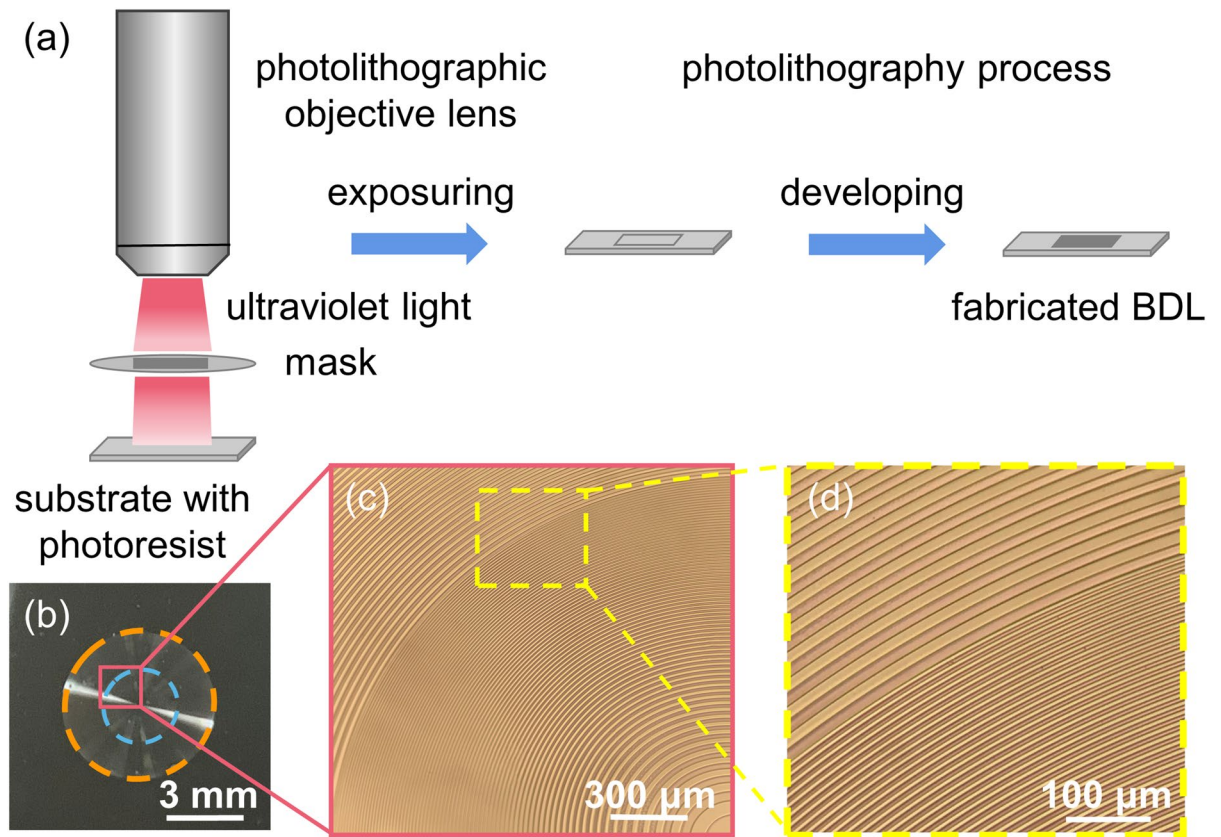 (a)
photolithographic
objective lens
photolithography process
exposuring
developing
ultraviolet light
fabricated BDL
mask
substrate with
photoresist
(b)
3 mm
(c)
300 μm
(d)
100 μm